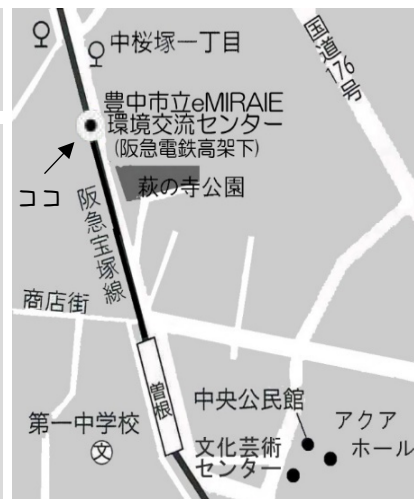 中桜塚一丁目
国道176号
豊中市立eMIRAIE
環境交流センター
(阪急電鉄高架下)
ココ
萩の寺公園
阪急宝塚線
商店街
曽根
中央公民館
アクア
ホール
第一中学校
文
文化芸術
センター